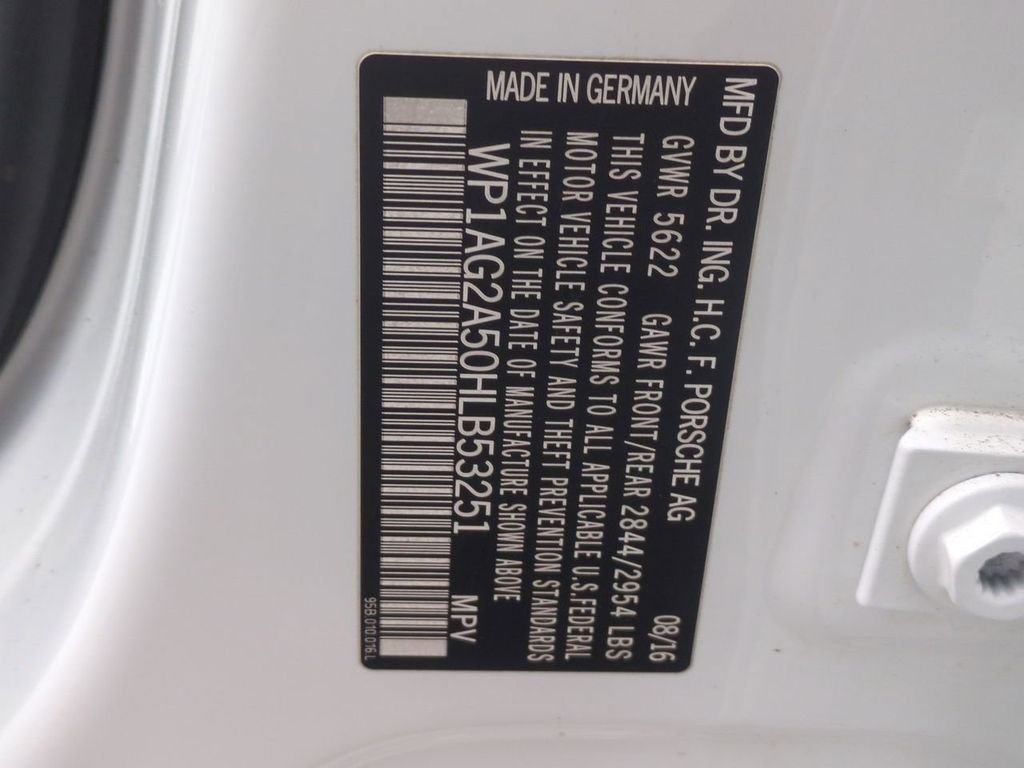 MFD BY DR. ING. H.C. F. PORSCHE AG 08/16
GVWR 5622 GAWR FRONT/REAR 2844/2954 LBS
THIS VEHICLE CONFORMS TO ALL APPLICABLE U.S.FEDERAL
MOTOR VEHICLE SAFETY AND THEFT PREVENTION STANDARDS
IN EFFECT ON THE DATE OF MANUFACTURE SHOWN ABOVE
WP1AG2A50HLB53251 MPV
MADE IN GERMANY
95B.010.016.L